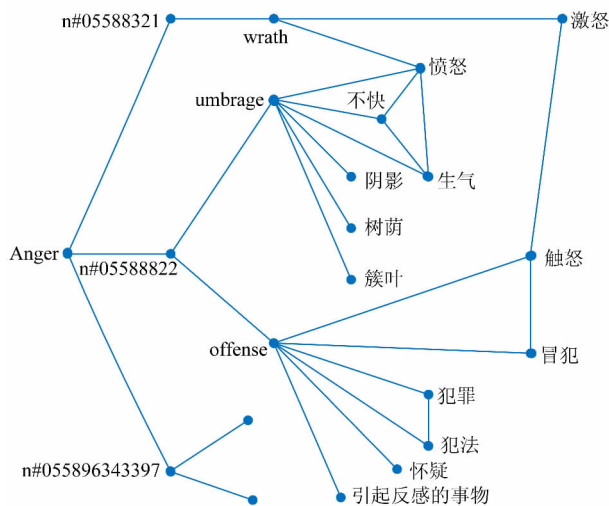 n#05588321
wrath
激怒
愤怒
umbrage
不快
阴影
生气
树荫
Anger
n#05588822
触怒
簇叶
offense
冒犯
犯罪
犯法
n#055896343397
怀疑
引起反感的事物